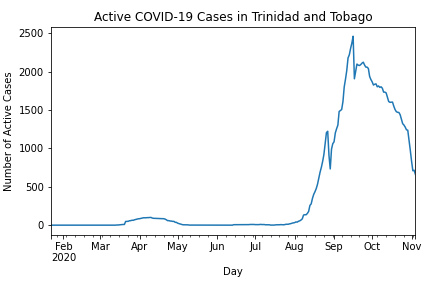 Active COVID-19 Cases in Trinidad and Tobago
Number of Active Cases
2500
2000
1500
1000
500
0
Feb Mar Apr May Jun Jul Aug Sep Oct Nov
2020
Day